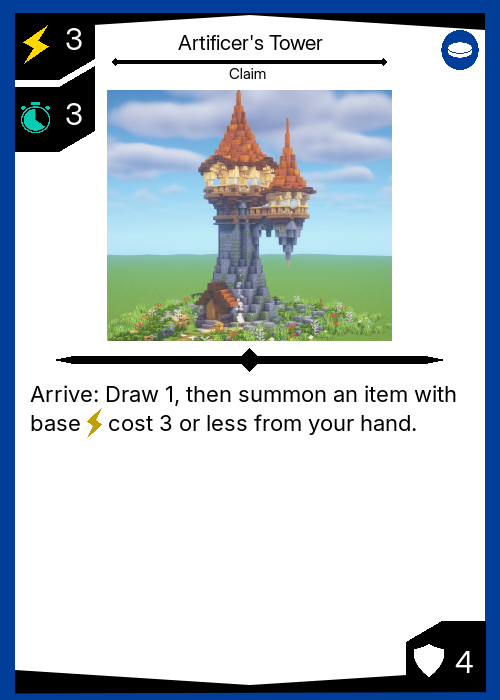 3
Artificer's Tower
Claim
3
Arrive: Draw 1, then summon an item with
base cost 3 or less from your hand.
4